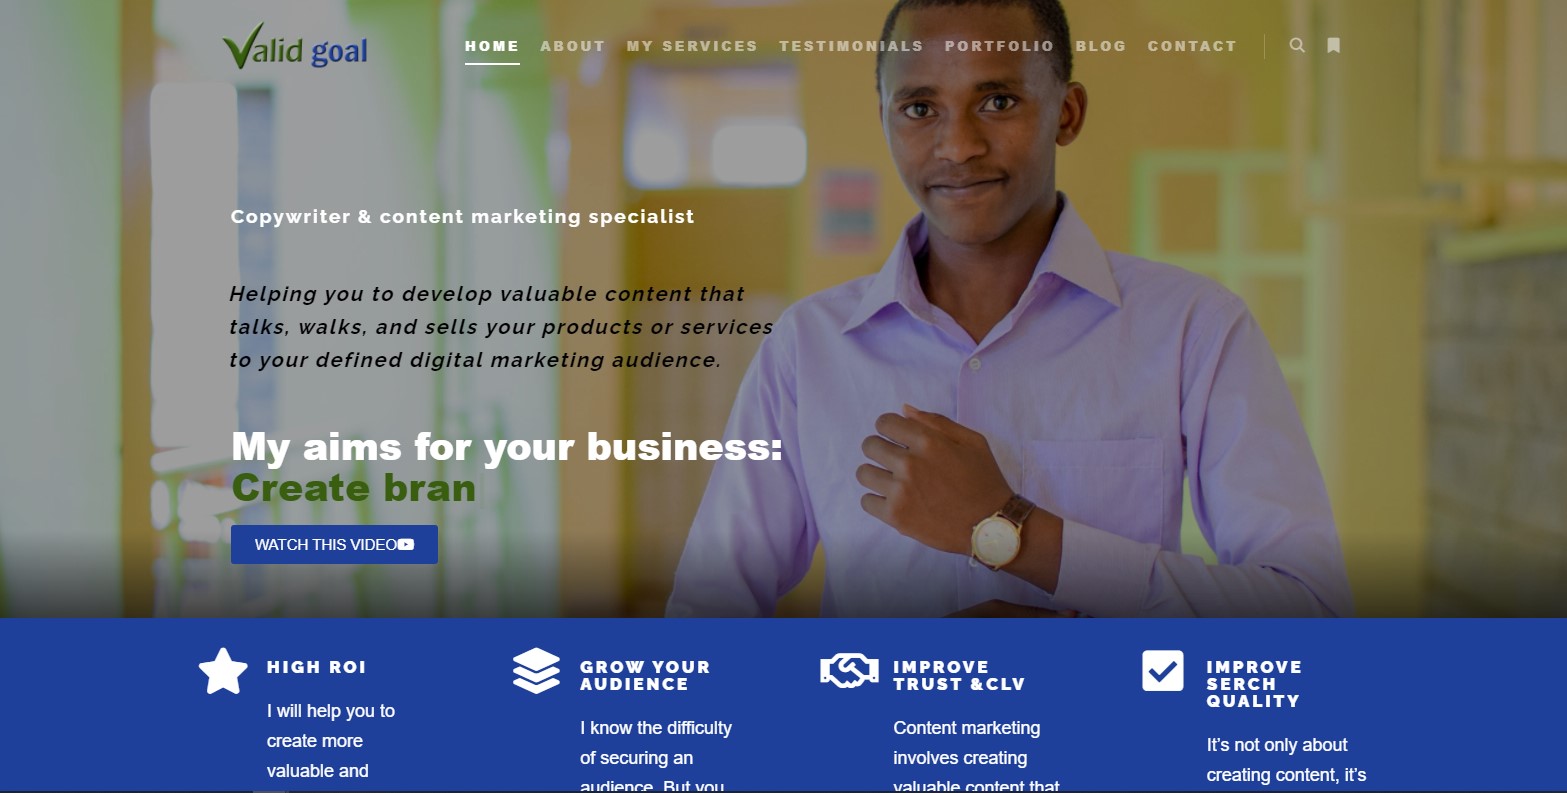 Valid goal
HOME ABOUT MY SERVICES TESTIMONIALS PORTFOLIO BLOG CONTACT
Copywriter & content marketing specialist
Helping you to develop valuable content that
talks, walks, and sells your products or services
to your defined digital marketing audience.
My aims for your business:
Create bran
WATCH THIS VIDEO
HIGH ROI
I will help you to
create more
valuable and
GROW YOUR
AUDIENCE
I know the difficulty
of securing an
audience. But you
IMPROVE
TRUST &CLV
Content marketing
involves creating
valuable content that
IMPROVE
SERCH
QUALITY
It’s not only about
creating content, it’s